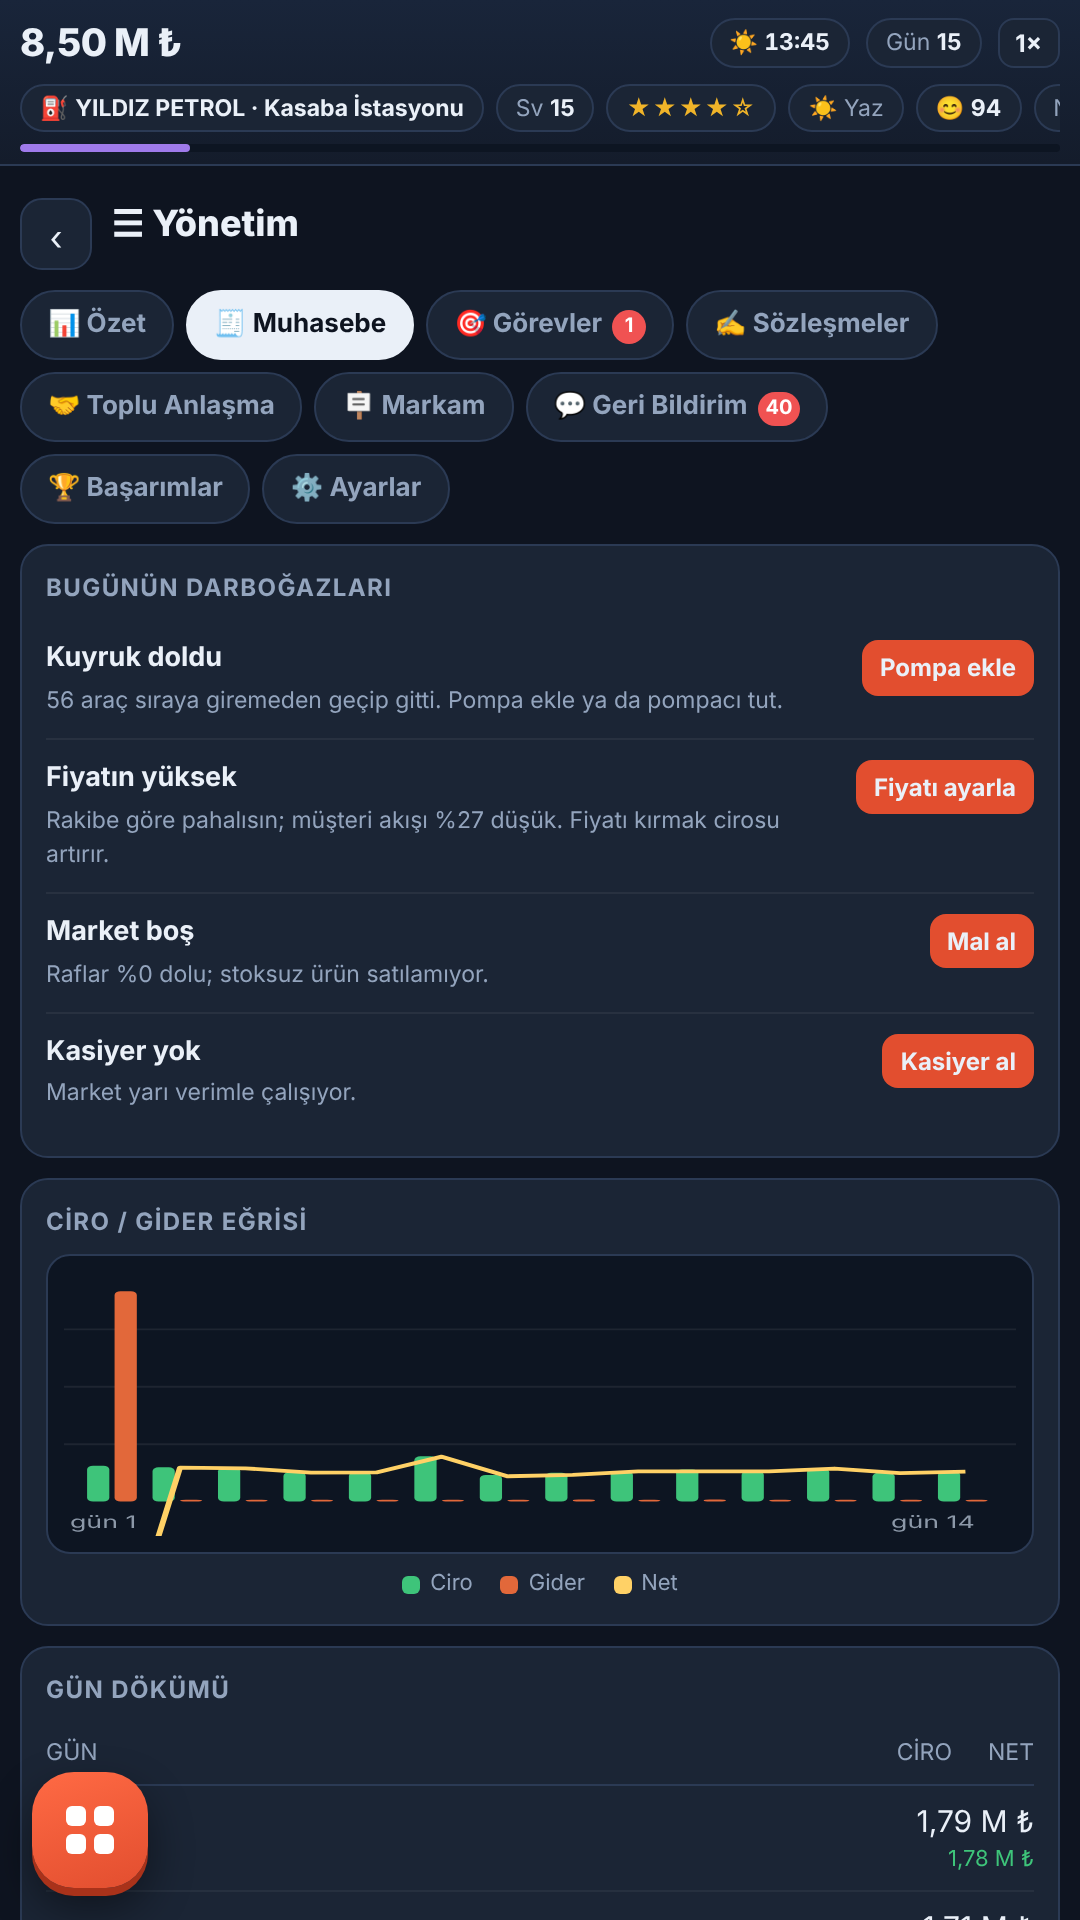 8,50 M ₺
☀️ 13:45
Gün 15
1×
⛽ YILDIZ PETROL · Kasaba İstasyonu
Sv 15
★★★★☆
☀️ Yaz
😊 94
‹
☰ Yönetim
📊 Özet
🧾 Muhasebe
🎯 Görevler 1
✍️ Sözleşmeler
🤝 Toplu Anlaşma
🪧 Markam
💬 Geri Bildirim 40
🏆 Başarımlar
⚙️ Ayarlar
BUGÜNÜN DARBOĞAZLARI
Kuyruk doldu
56 araç sıraya giremeden geçip gitti. Pompa ekle ya da pompacı tut.
Pompa ekle
Fiyatın yüksek
Rakibe göre pahalısın; müşteri akışı %27 düşük. Fiyatı kırmak cirosu
artırır.
Fiyatı ayarla
Market boş
Raflar %0 dolu; stoksuz ürün satılamıyor.
Mal al
Kasiyer yok
Market yarı verimle çalışıyor.
Kasiyer al
CİRO / GİDER EĞRİSİ
gün 1
gün 14
Ciro
Gider
Net
GÜN DÖKÜMÜ
GÜN
CİRO
NET
1,79 M ₺
1,78 M ₺